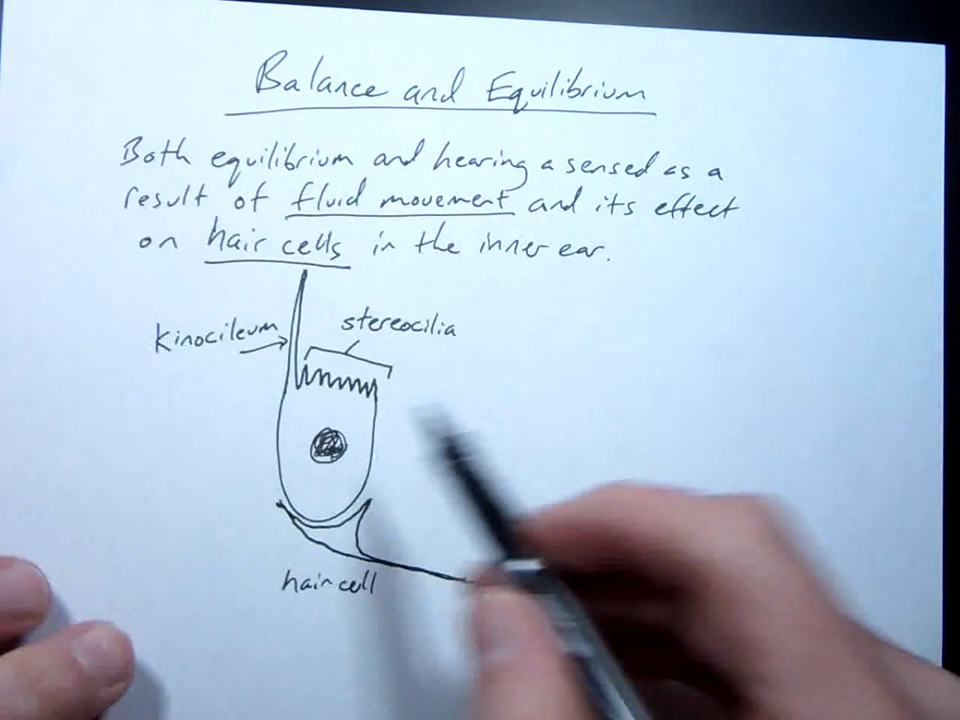 Balance and Equilibrium
Both equilibrium and hearing a sensed as a
result of fluid movement and its effect
on hair cells in the inner ear.
Kinocileum
stereocilia
hair cell